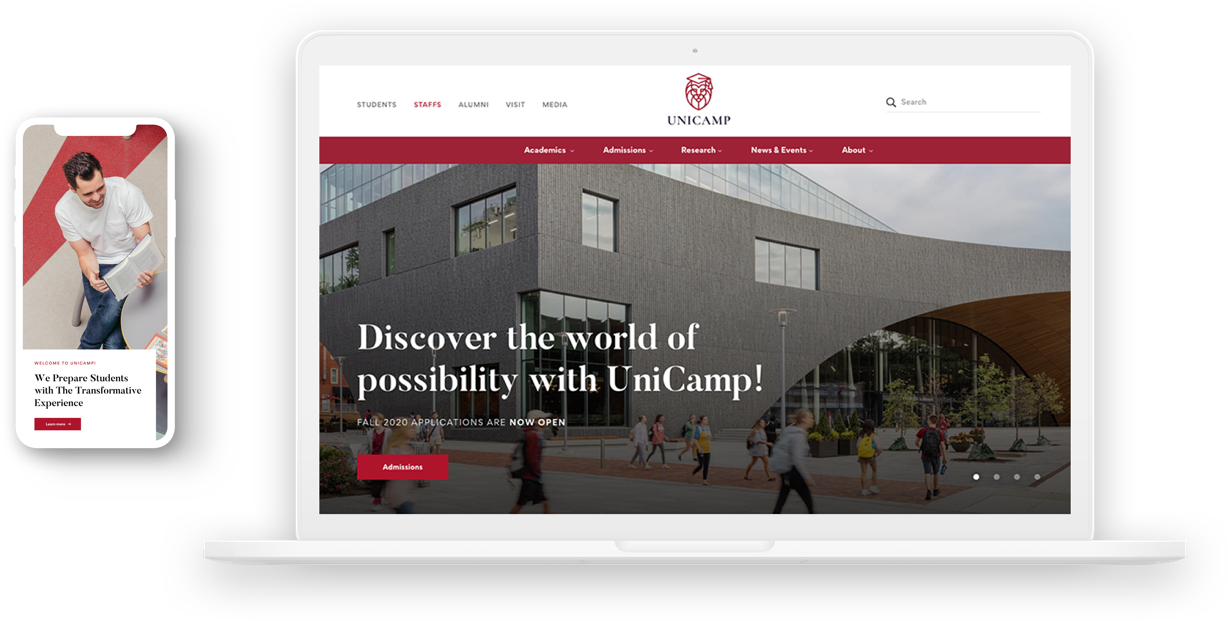 STUDENTS STAFFS ALUMNI VISIT MEDIA
UNICAMP
Search
Academics Admissions Research News & Events About
Discover the world of
possibility with UniCamp!
FALL 2020 APPLICATIONS ARE NOW OPEN
Admissions
WELCOME TO UNICAMP!
We Prepare Students
with The Transformative
Experience
Learn more →